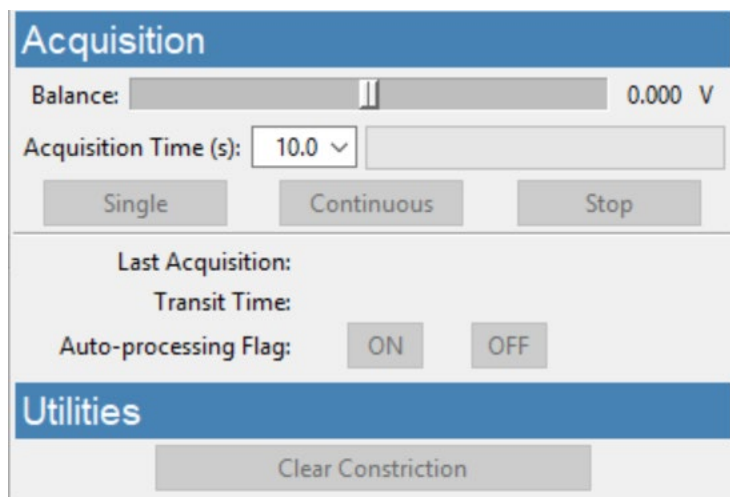 Acquisition
Balance: 0.000 V
Acquisition Time (s): 10.0
Single Continuous Stop
Last Acquisition:
Transit Time:
Auto-processing Flag: ON OFF
Utilities
Clear Constriction